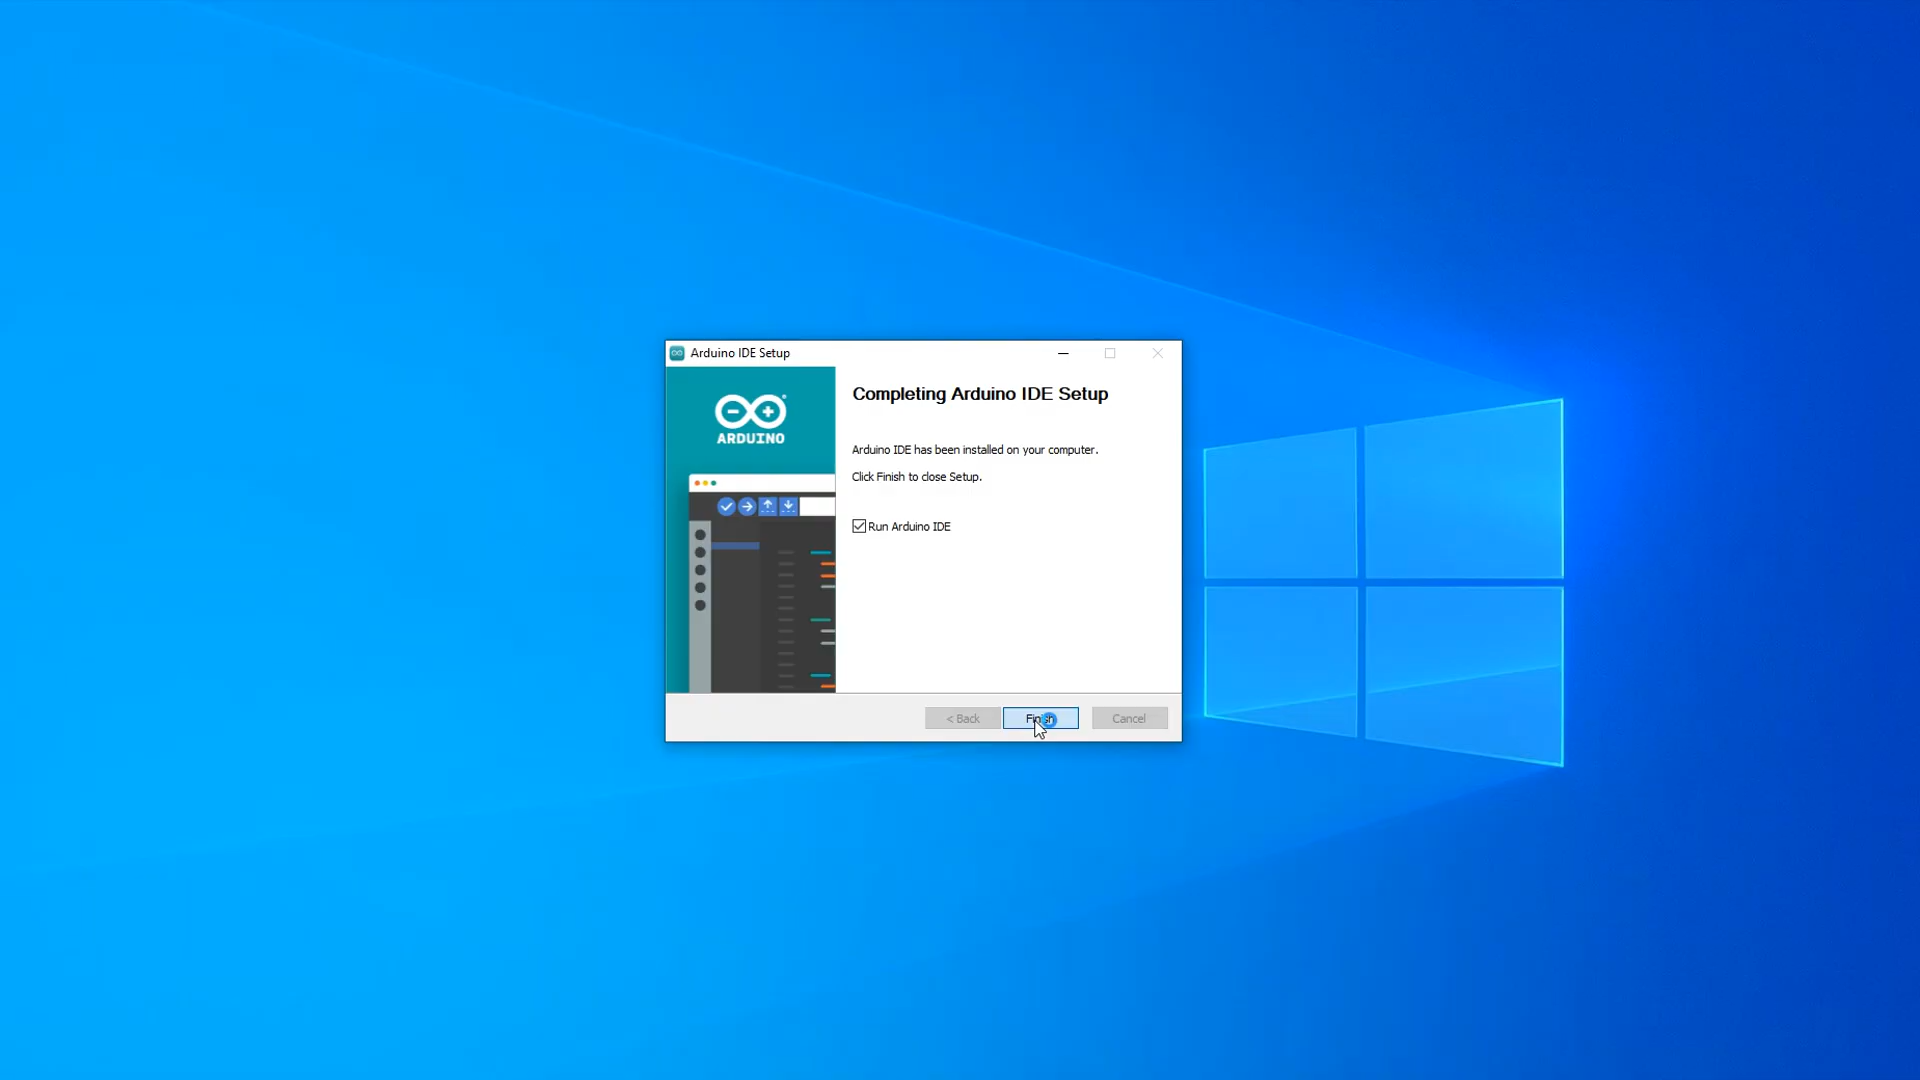 Arduino IDE Setup
ARDUINO
Completing Arduino IDE Setup
Arduino IDE has been installed on your computer.
Click Finish to close Setup.
Run Arduino IDE
< Back
Finish
Cancel